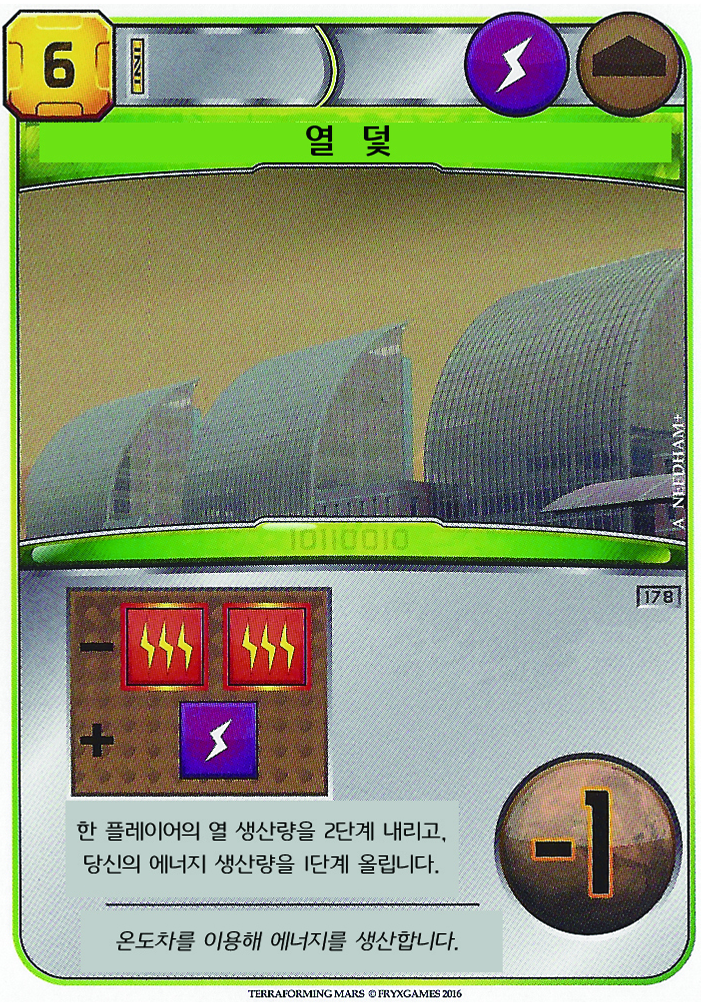 6
열 덫
A NEEDHAM+
10110010
178
-
+
한 플레이어의 열 생산량을 2단계 내리고,
당신의 에너지 생산량을 1단계 올립니다.
-1
온도차를 이용해 에너지를 생산합니다.
TERRAFORMING MARS © FRYXGAMES 2016